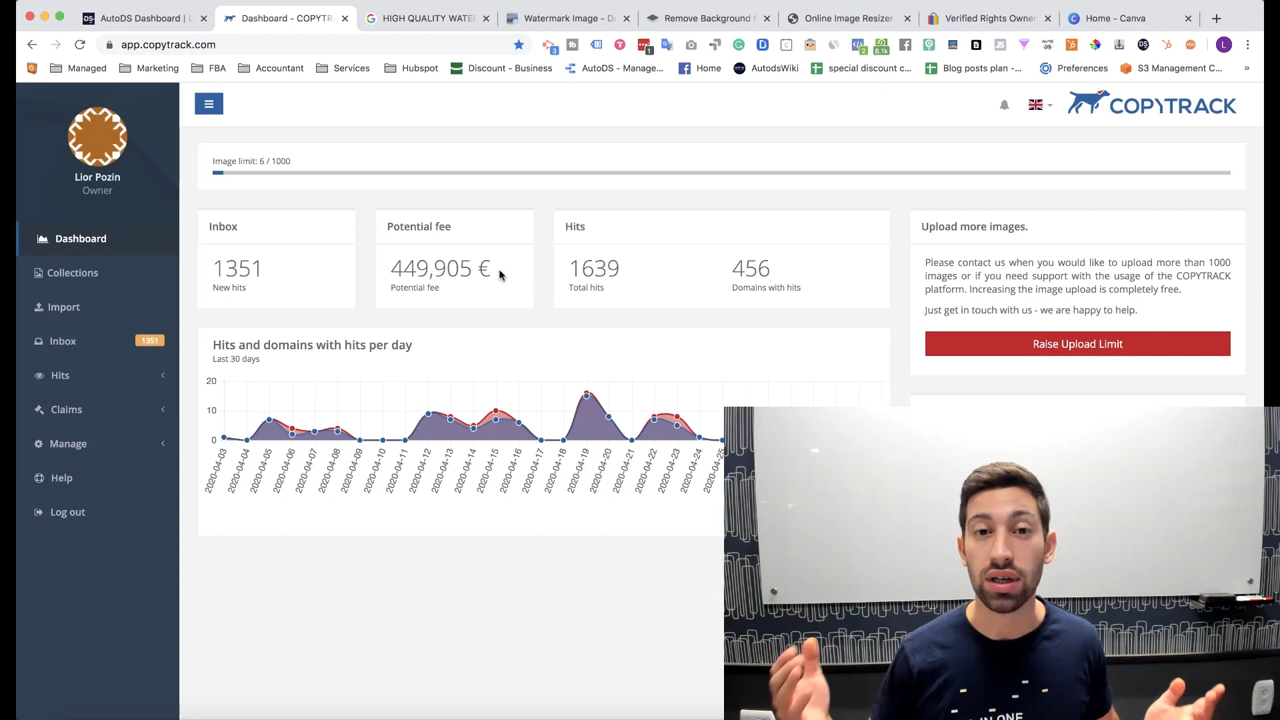 AutoDS Dashboard | U
Dashboard - COPYTR
HIGH QUALITY WATE
Watermark Image - D
Remove Background
Online Image Resizer
Verified Rights Owne
Home - Canva
app.copytrack.com
Managed
Marketing
FBA
Accountant
Services
Hubspot
Discount - Business
AutoDS - Manage...
Home
AutodsWiki
special discount c...
Blog posts plan -...
Preferences
S3 Management C...
»
Lior Pozin
Owner
Dashboard
Collections
Import
Inbox
1351
Hits
Claims
Manage
Help
Log out
COPYTRACK
Image limit: 6 / 1000
Inbox
1351
New hits
Potential fee
449,905 €
Potential fee
Hits
1639
Total hits
456
Domains with hits
Upload more images.
Please contact us when you would like to upload more than 1000
images or if you need support with the usage of the COPYTRACK
platform. Increasing the image upload is completely free.
Just get in touch with us - we are happy to help.
Raise Upload Limit
Hits and domains with hits per day
Last 30 days
20
10
0
2020-04-03
2020-04-04
2020-04-05
2020-04-06
2020-04-07
2020-04-08
2020-04-09
2020-04-10
2020-04-11
2020-04-12
2020-04-13
2020-04-14
2020-04-15
2020-04-16
2020-04-17
2020-04-18
2020-04-19
2020-04-20
2020-04-21
2020-04-22
2020-04-23
2020-04-24
2020-04-25
IN ONE